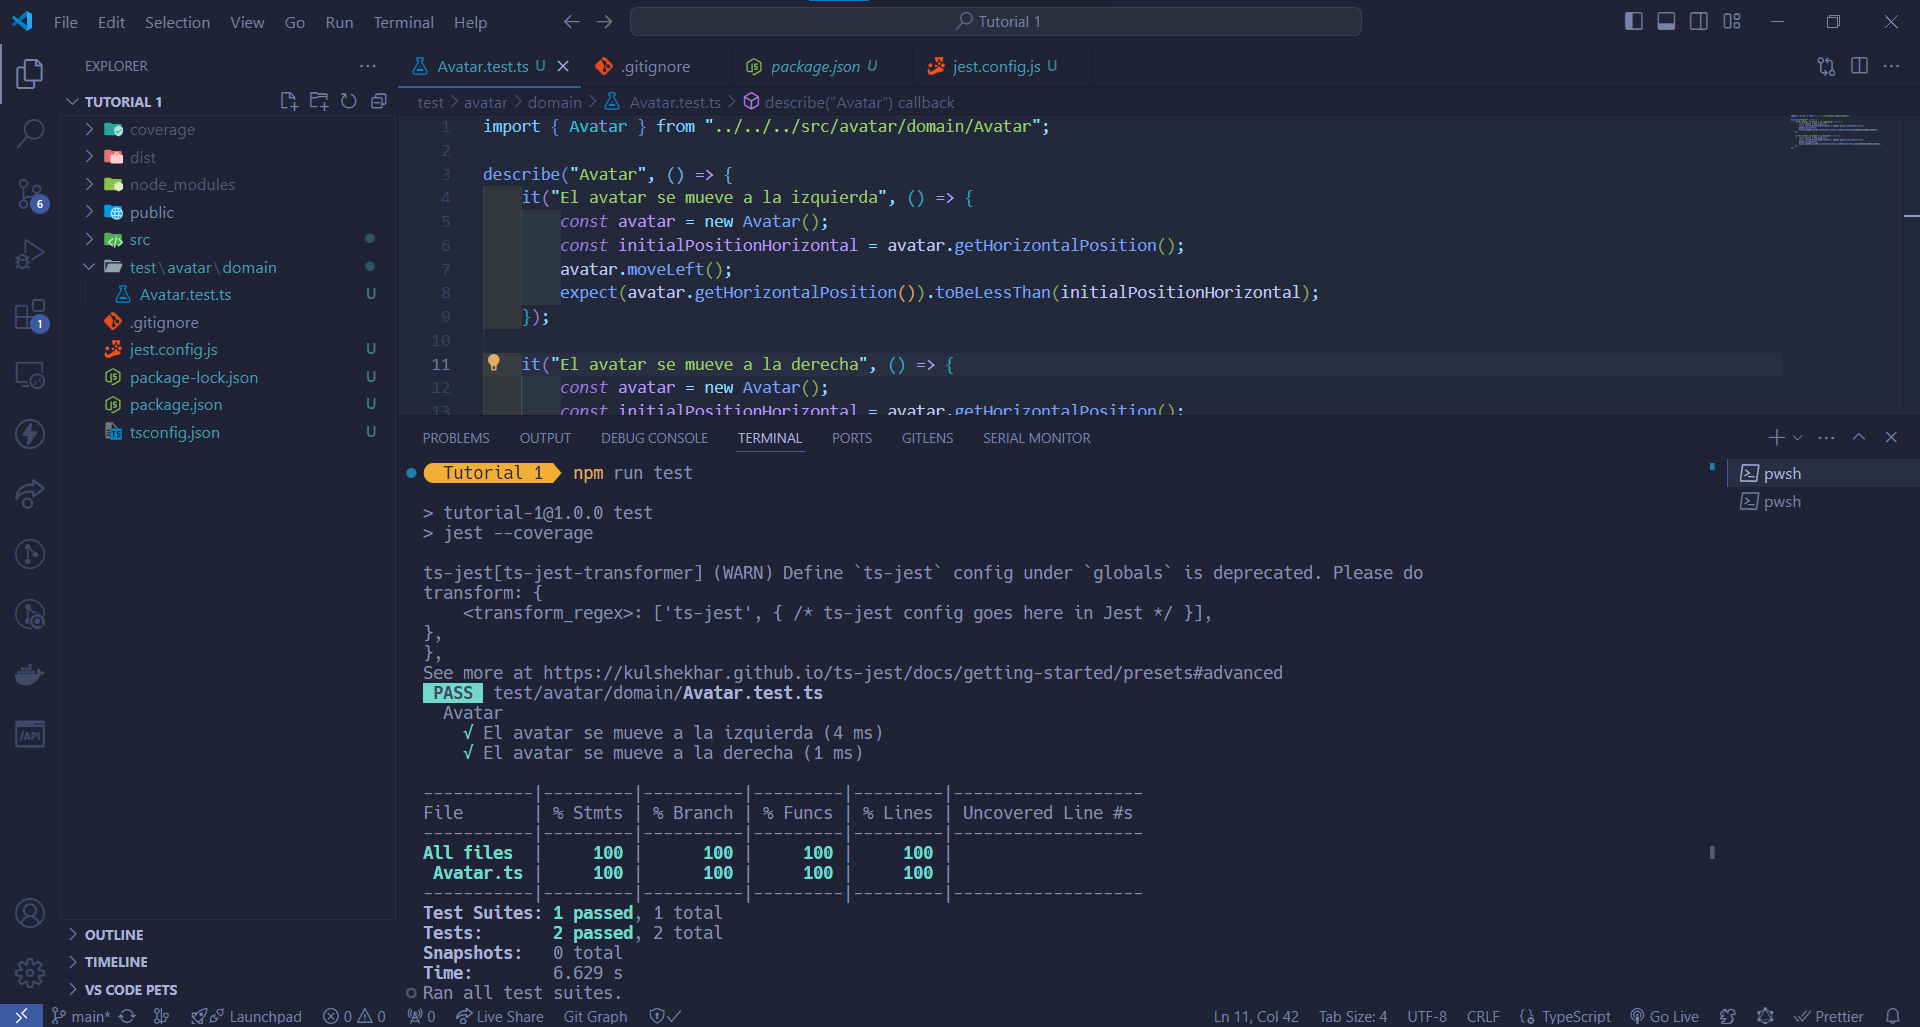 File Edit Selection View Go Run Terminal Help
Tutorial 1
EXPLORER
TUTORIAL 1
coverage
dist
node_modules
public
src
test\avatar\domain
Avatar.test.ts U
.gitignore
jest.config.js U
package-lock.json U
package.json U
tsconfig.json U
OUTLINE
TIMELINE
VS CODE PETS
6
1
/API
Avatar.test.ts U .gitignore package.json U jest.config.js U
test > avatar > domain > Avatar.test.ts > describe("Avatar") callback
1 import { Avatar } from "../../../src/avatar/domain/Avatar";
2
3 describe("Avatar", () => {
4 it("El avatar se mueve a la izquierda", () => {
5 const avatar = new Avatar();
6 const initialPositionHorizontal = avatar.getHorizontalPosition();
7 avatar.moveLeft();
8 expect(avatar.getHorizontalPosition()).toBeLessThan(initialPositionHorizontal);
9 });
10
11 it("El avatar se mueve a la derecha", () => {
12 const avatar = new Avatar();
13 const initialPositionHorizontal = avatar.getHorizontalPosition();
PROBLEMS OUTPUT DEBUG CONSOLE TERMINAL PORTS GITLENS SERIAL MONITOR
Tutorial 1 npm run test
> tutorial-1@1.0.0 test
> jest --coverage
ts-jest[ts-jest-transformer] (WARN) Define `ts-jest` config under `globals` is deprecated. Please do
transform: {
<transform_regex>: ['ts-jest', { /* ts-jest config goes here in Jest */ }],
},
},
See more at https://kulshekhar.github.io/ts-jest/docs/getting-started/presets#advanced
PASS test/avatar/domain/Avatar.test.ts
Avatar
√ El avatar se mueve a la izquierda (4 ms)
√ El avatar se mueve a la derecha (1 ms)
-----------|---------|----------|---------|---------|-------------------
File | % Stmts | % Branch | % Funcs | % Lines | Uncovered Line #s
-----------|---------|----------|---------|---------|-------------------
All files | 100 | 100 | 100 | 100 |
Avatar.ts | 100 | 100 | 100 | 100 |
-----------|---------|----------|---------|---------|-------------------
Test Suites: 1 passed, 1 total
Tests: 2 passed, 2 total
Snapshots: 0 total
Time: 6.629 s
Ran all test suites.
pwsh
pwsh
main* Launchpad 0 0 0 Live Share Git Graph Ln 11, Col 42 Tab Size: 4 UTF-8 CRLF TypeScript Go Live Prettier